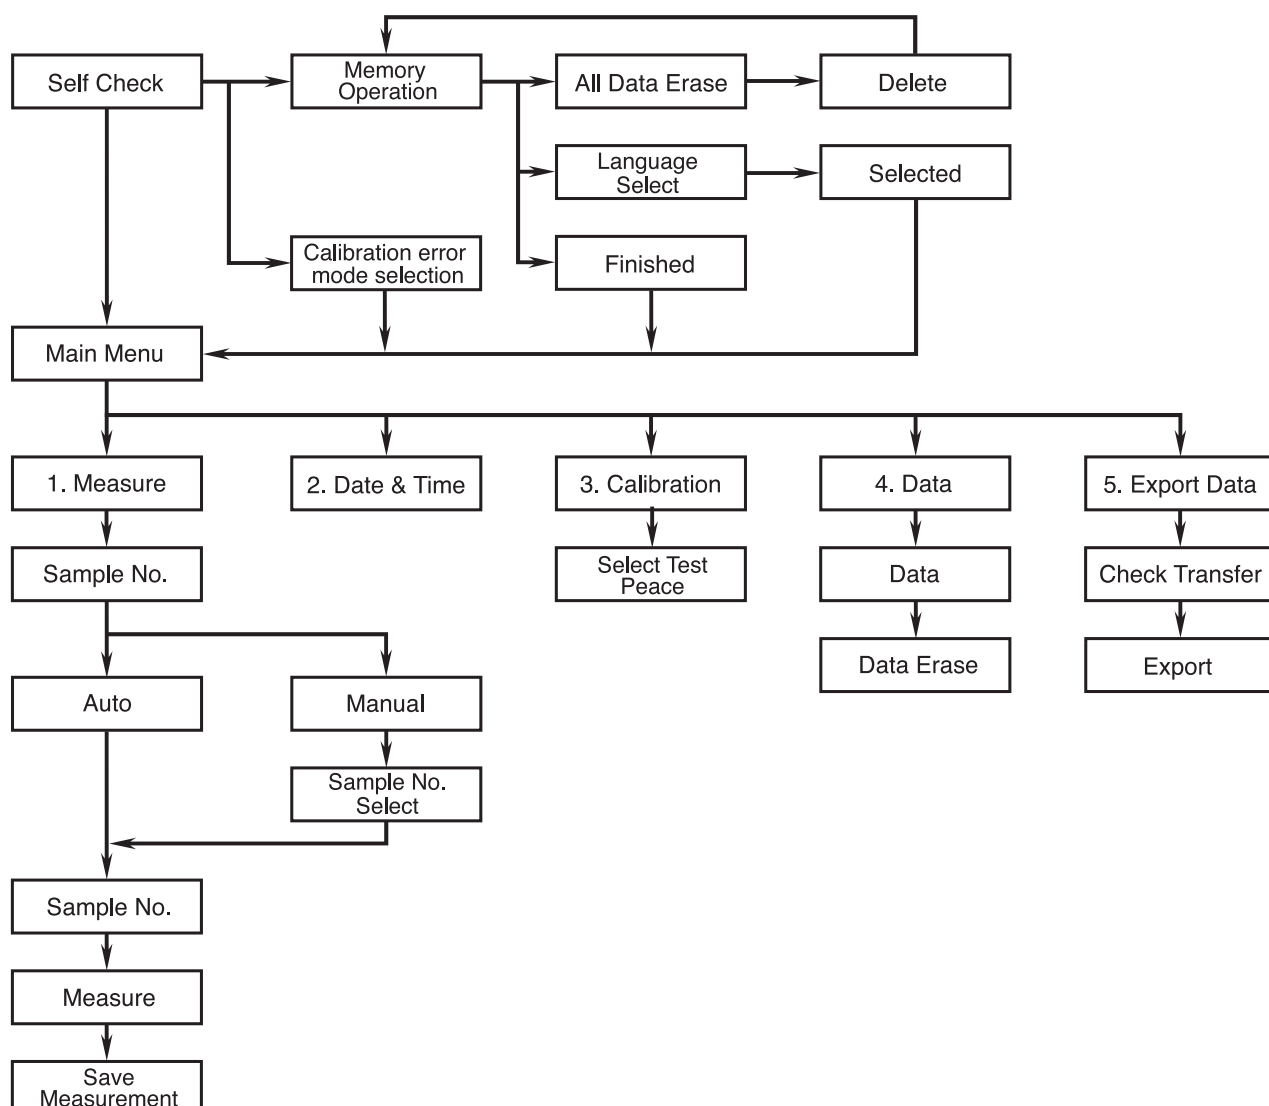 Self Check
Memory
Operation
All Data Erase
Delete
Language
Select
Selected
Calibration error
mode selection
Finished
Main Menu
1. Measure
2. Date & Time
3. Calibration
4. Data
5. Export Data
Sample No.
Select Test
Peace
Data
Check Transfer
Data Erase
Export
Auto
Manual
Sample No.
Select
Sample No.
Measure
Save
Measurement